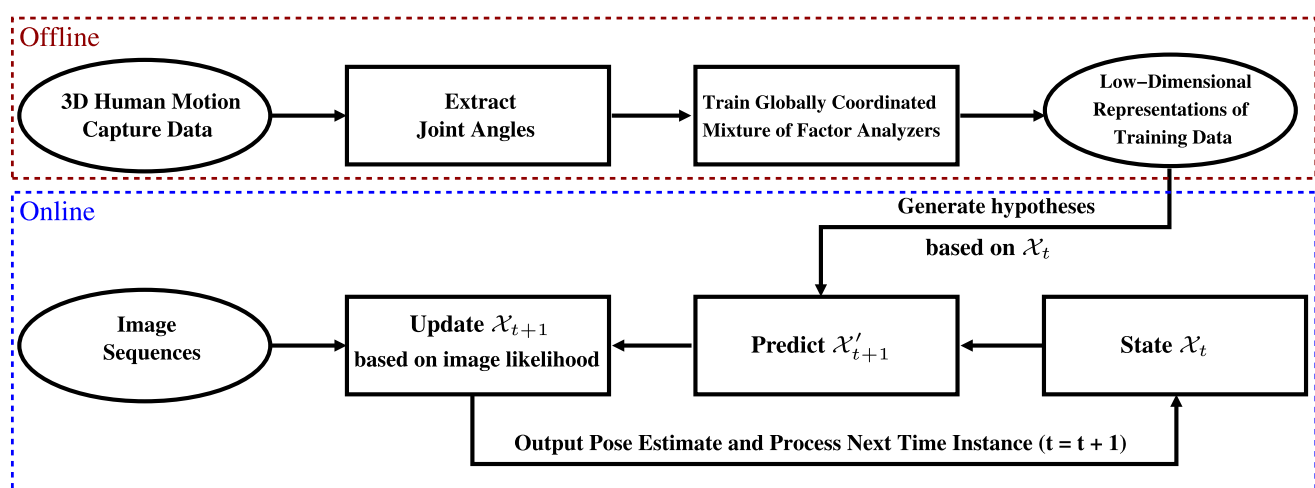 Offline
3D Human Motion
Capture Data
Extract
Joint Angles
Train Globally Coordinated
Mixture of Factor Analyzers
Low−Dimensional
Representations of
Training Data
Online
Generate hypotheses
based on 𝒳t
Image
Sequences
Update 𝒳t+1
based on image likelihood
Predict 𝒳′t+1
State 𝒳t
Output Pose Estimate and Process Next Time Instance (t = t + 1)